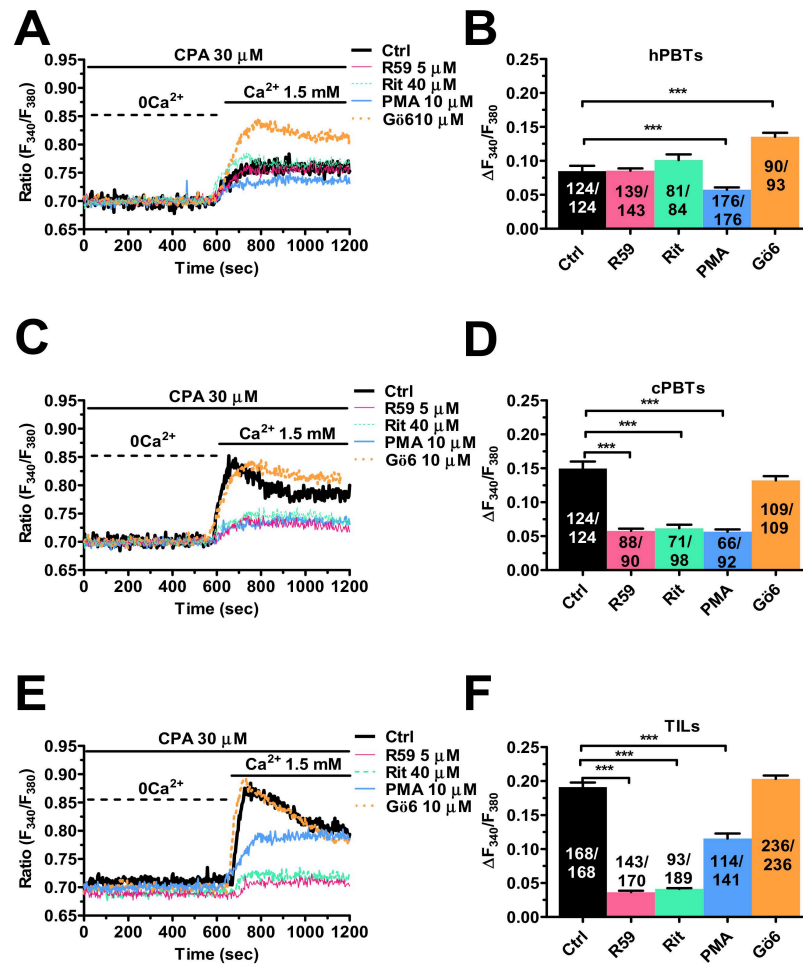 A
CPA 30 µM
Ctrl
R59 5 µM
Rit 40 µM
PMA 10 µM
Gö610 µM
0Ca²⁺
Ca²⁺ 1.5 mM
Ratio (F₃₄₀/F₃₈₀)
0.95
0.90
0.85
0.80
0.75
0.70
0.65
0 200 400 600 800 1000 1200
Time (sec)
B
hPBTs
***
***
ΔF₃₄₀/F₃₈₀
0.25
0.20
0.15
0.10
0.05
0.00
124/
124
139/
143
81/
84
176/
176
90/
93
Ctrl R59 Rit PMA Gö6
C
CPA 30 µM
Ctrl
R59 5 µM
Rit 40 µM
PMA 10 µM
Gö6 10 µM
0Ca²⁺
Ca²⁺ 1.5 mM
Ratio (F₃₄₀/F₃₈₀)
0.95
0.90
0.85
0.80
0.75
0.70
0.65
0 200 400 600 800 1000 1200
Time (sec)
D
cPBTs
***
***
***
ΔF₃₄₀/F₃₈₀
0.25
0.20
0.15
0.10
0.05
0.00
124/
124
88/
90
71/
98
66/
92
109/
109
Ctrl R59 Rit PMA Gö6
E
CPA 30 µM
Ctrl
R59 5 µM
Rit 40 µM
PMA 10 µM
Gö6 10 µM
0Ca²⁺
Ca²⁺ 1.5 mM
Ratio (F₃₄₀/F₃₈₀)
0.95
0.90
0.85
0.80
0.75
0.70
0.65
0 200 400 600 800 1000 1200
Time (sec)
F
TILs
***
***
***
ΔF₃₄₀/F₃₈₀
0.25
0.20
0.15
0.10
0.05
0.00
168/
168
143/
170
93/
189
114/
141
236/
236
Ctrl R59 Rit PMA Gö6